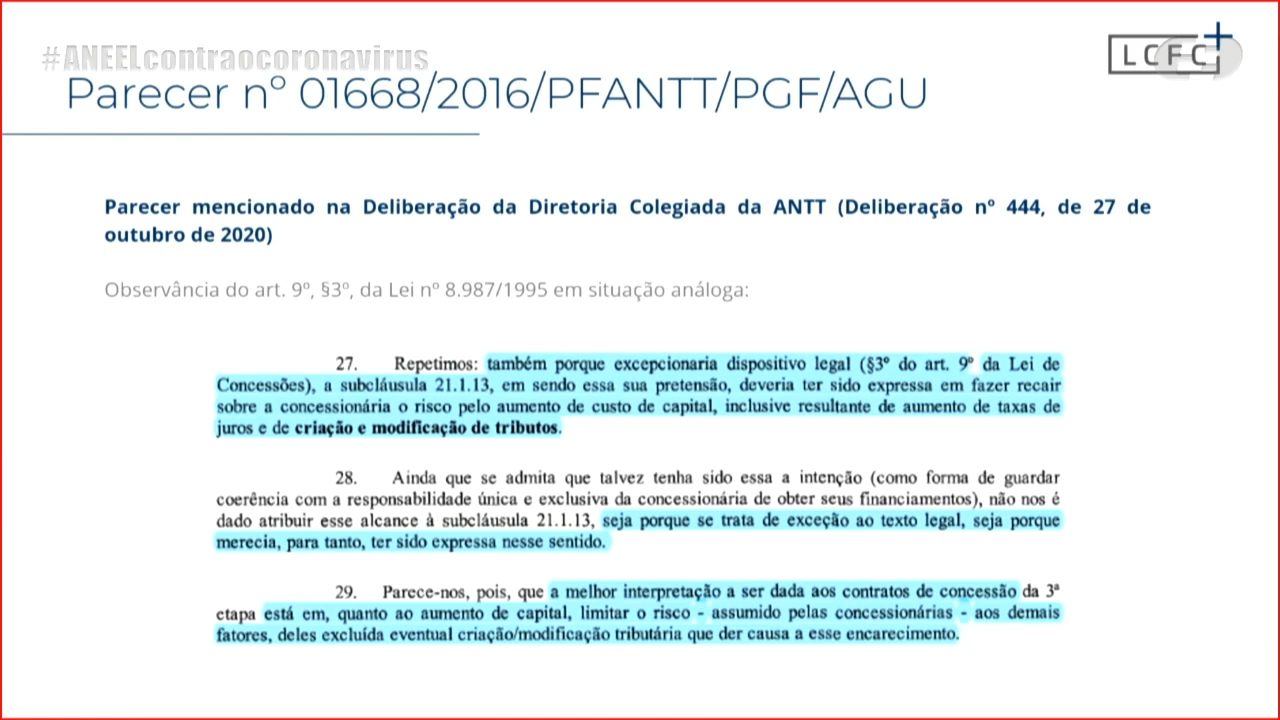 #ANEELcontraocoronavirus
LCFC
Parecer nº 01668/2016/PFANTT/PGF/AGU
Parecer mencionado na Deliberação da Diretoria Colegiada da ANTT (Deliberação nº 444, de 27 de
outubro de 2020)
Observância do art. 9º, §3º, da Lei nº 8.987/1995 em situação análoga:
27. Repetimos: também porque excepcionaria dispositivo legal (§3º do art. 9º da Lei de
Concessões), a subcláusula 21.1.13, em sendo essa sua pretensão, deveria ter sido expressa em fazer recair
sobre a concessionária o risco pelo aumento de custo de capital, inclusive resultante de aumento de taxas de
juros e de criação e modificação de tributos.
28. Ainda que se admita que talvez tenha sido essa a intenção (como forma de guardar
coerência com a responsabilidade única e exclusiva da concessionária de obter seus financiamentos), não nos é
dado atribuir esse alcance à subcláusula 21.1.13, seja porque se trata de exceção ao texto legal, seja porque
merecia, para tanto, ter sido expressa nesse sentido.
29. Parece-nos, pois, que a melhor interpretação a ser dada aos contratos de concessão da 3ª
etapa está em, quanto ao aumento de capital, limitar o risco - assumido pelas concessionárias - aos demais
fatores, deles excluída eventual criação/modificação tributária que der causa a esse encarecimento.